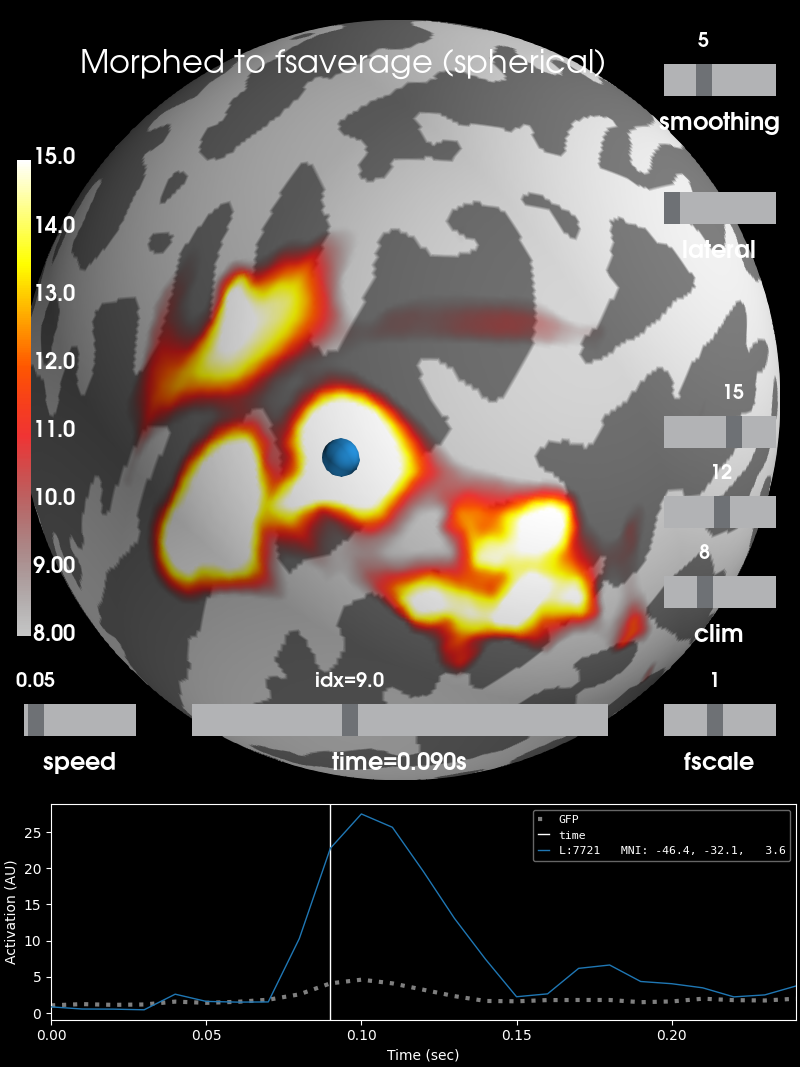 Morphed to fsaverage (spherical)
5
smoothing
lateral
15.0
14.0
13.0
12.0
11.0
10.0
9.00
8.00
15
12
8
clim
0.05
speed
idx=9.0
time=0.090s
1
fscale
GFP
time
L:7721 MNI: -46.4, -32.1, 3.6
Activation (AU)
25
20
15
10
5
0
0.00 0.05 0.10 0.15 0.20
Time (sec)